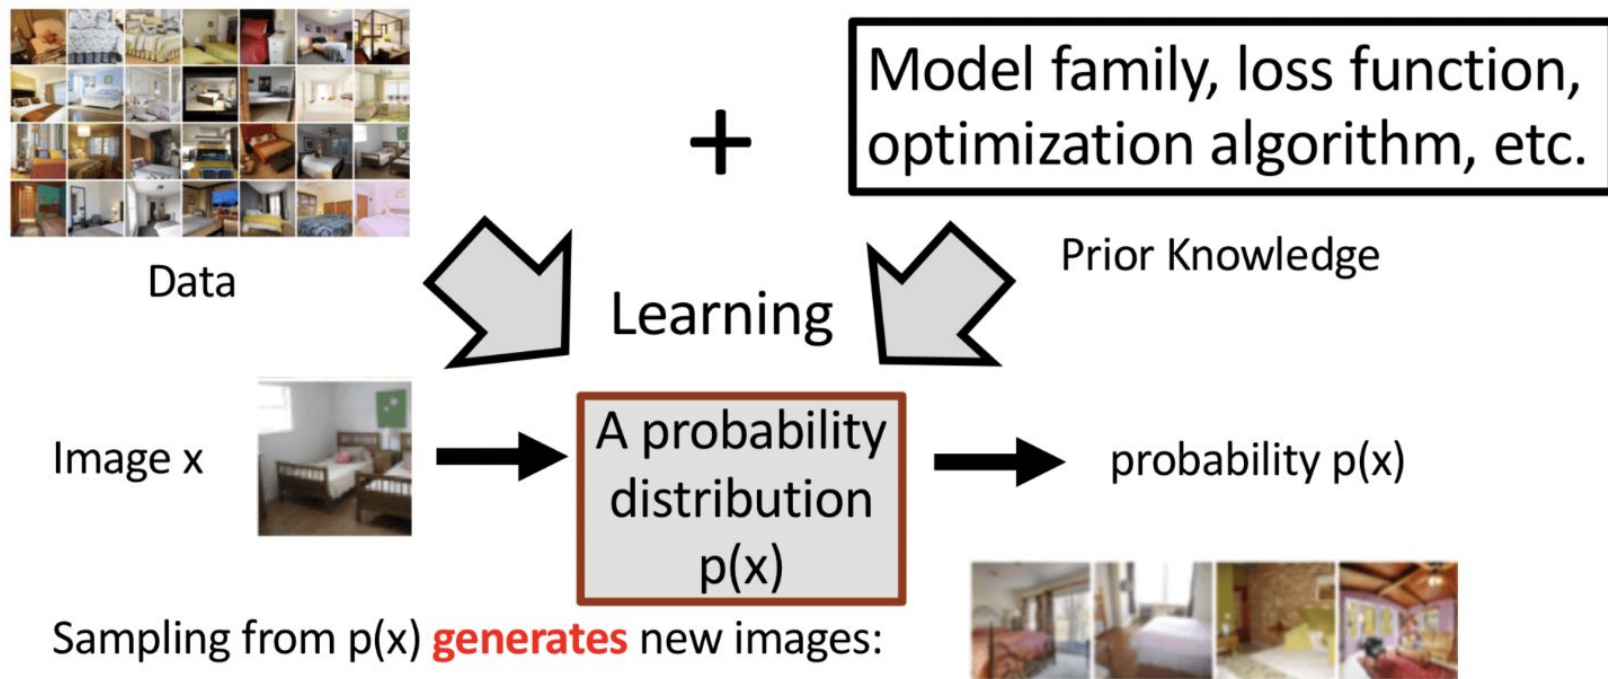 +
Model family, loss function,
optimization algorithm, etc.
Data
Prior Knowledge
Learning
Image x
A probability
distribution
p(x)
probability p(x)
Sampling from p(x) generates new images: